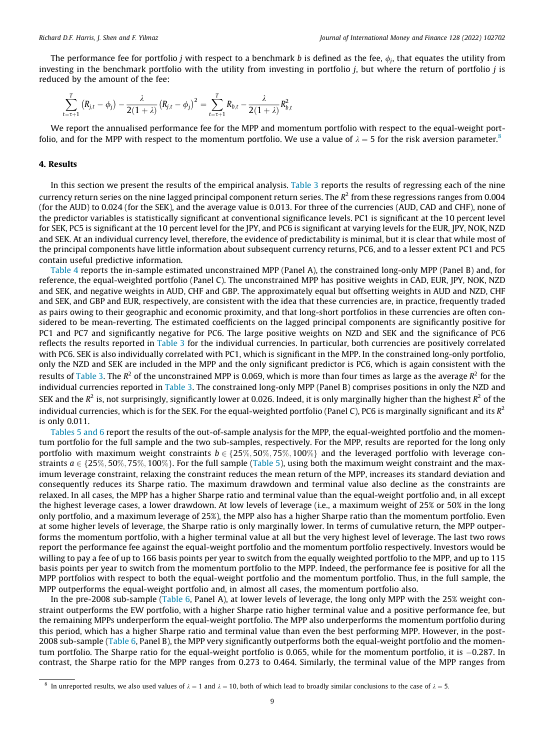 Richard D.F. Harris, J. Shen and F. Yilmaz
Journal of International Money and Finance 128 (2022) 102702
The performance fee for portfolio j with respect to a benchmark b is defined as the fee, ϕj, that equates the utility from
investing in the benchmark portfolio with the utility from investing in portfolio j, but where the return of portfolio j is
reduced by the amount of the fee:
∑_{t=τ+1}^{T} (R_{j,t} − ϕ_j) − λ/2(1 + λ) (R_{j,t} − ϕ_j)² = ∑_{t=τ+1}^{T} R_{b,t} − λ/2(1 + λ) R²_{b,t}
We report the annualised performance fee for the MPP and momentum portfolio with respect to the equal-weight port-
folio, and for the MPP with respect to the momentum portfolio. We use a value of λ = 5 for the risk aversion parameter.8
4. Results
In this section we present the results of the empirical analysis. Table 3 reports the results of regressing each of the nine
currency return series on the nine lagged principal component return series. The R² from these regressions range from 0.004
(for the AUD) to 0.024 (for the SEK), and the average value is 0.013. For three of the currencies (AUD, CAD and CHF), none of
the predictor variables is statistically significant at conventional significance levels. PC1 is significant at the 10 percent level
for SEK, PC5 is significant at the 10 percent level for the JPY, and PC6 is significant at varying levels for the EUR, JPY, NOK, NZD
and SEK. At an individual currency level, therefore, the evidence of predictability is minimal, but it is clear that while most of
the principal components have little information about subsequent currency returns, PC6, and to a lesser extent PC1 and PC5
contain useful predictive information.
Table 4 reports the in-sample estimated unconstrained MPP (Panel A), the constrained long-only MPP (Panel B) and, for
reference, the equal-weighted portfolio (Panel C). The unconstrained MPP has positive weights in CAD, EUR, JPY, NOK, NZD
and SEK, and negative weights in AUD, CHF and GBP. The approximately equal but offsetting weights in AUD and NZD, CHF
and SEK, and GBP and EUR, respectively, are consistent with the idea that these currencies are, in practice, frequently traded
as pairs owing to their geographic and economic proximity, and that long-short portfolios in these currencies are often con-
sidered to be mean-reverting. The estimated coefficients on the lagged principal components are significantly positive for
PC1 and PC7 and significantly negative for PC6. The large positive weights on NZD and SEK and the significance of PC6
reflects the results reported in Table 3 for the individual currencies. In particular, both currencies are positively correlated
with PC6. SEK is also individually correlated with PC1, which is significant in the MPP. In the constrained long-only portfolio,
only the NZD and SEK are included in the MPP and the only significant predictor is PC6, which is again consistent with the
results of Table 3. The R² of the unconstrained MPP is 0.069, which is more than four times as large as the average R² for the
individual currencies reported in Table 3. The constrained long-only MPP (Panel B) comprises positions in only the NZD and
SEK and the R² is, not surprisingly, significantly lower at 0.026. Indeed, it is only marginally higher than the highest R² of the
individual currencies, which is for the SEK. For the equal-weighted portfolio (Panel C), PC6 is marginally significant and its R²
is only 0.011.
Tables 5 and 6 report the results of the out-of-sample analysis for the MPP, the equal-weighted portfolio and the momen-
tum portfolio for the full sample and the two sub-samples, respectively. For the MPP, results are reported for the long only
portfolio with maximum weight constraints b ∈ {25%, 50%, 75%, 100%} and the leveraged portfolio with leverage con-
straints a ∈ {25%, 50%, 75%, 100%}. For the full sample (Table 5), using both the maximum weight constraint and the max-
imum leverage constraint, relaxing the constraint reduces the mean return of the MPP, increases its standard deviation and
consequently reduces its Sharpe ratio. The maximum drawdown and terminal value also decline as the constraints are
relaxed. In all cases, the MPP has a higher Sharpe ratio and terminal value than the equal-weight portfolio and, in all except
the highest leverage cases, a lower drawdown. At low levels of leverage (i.e., a maximum weight of 25% or 50% in the long
only portfolio, and a maximum leverage of 25%), the MPP also has a higher Sharpe ratio than the momentum portfolio. Even
at some higher levels of leverage, the Sharpe ratio is only marginally lower. In terms of cumulative return, the MPP outper-
forms the momentum portfolio, with a higher terminal value at all but the very highest level of leverage. The last two rows
report the performance fee against the equal-weight portfolio and the momentum portfolio respectively. Investors would be
willing to pay a fee of up to 166 basis points per year to switch from the equally weighted portfolio to the MPP, and up to 115
basis points per year to switch from the momentum portfolio to the MPP. Indeed, the performance fee is positive for all the
MPP portfolios with respect to both the equal-weight portfolio and the momentum portfolio. Thus, in the full sample, the
MPP outperforms the equal-weight portfolio and, in almost all cases, the momentum portfolio also.
In the pre-2008 sub-sample (Table 6, Panel A), at lower levels of leverage, the long only MPP with the 25% weight con-
straint outperforms the EW portfolio, with a higher Sharpe ratio higher terminal value and a positive performance fee, but
the remaining MPPs underperform the equal-weight portfolio. The MPP also underperforms the momentum portfolio during
this period, which has a higher Sharpe ratio and terminal value than even the best performing MPP. However, in the post-
2008 sub-sample (Table 6, Panel B), the MPP very significantly outperforms both the equal-weight portfolio and the momen-
tum portfolio. The Sharpe ratio for the equal-weight portfolio is 0.065, while for the momentum portfolio, it is −0.287. In
contrast, the Sharpe ratio for the MPP ranges from 0.273 to 0.464. Similarly, the terminal value of the MPP ranges from
8 In unreported results, we also used values of λ = 1 and λ = 10, both of which lead to broadly similar conclusions to the case of λ = 5.
9